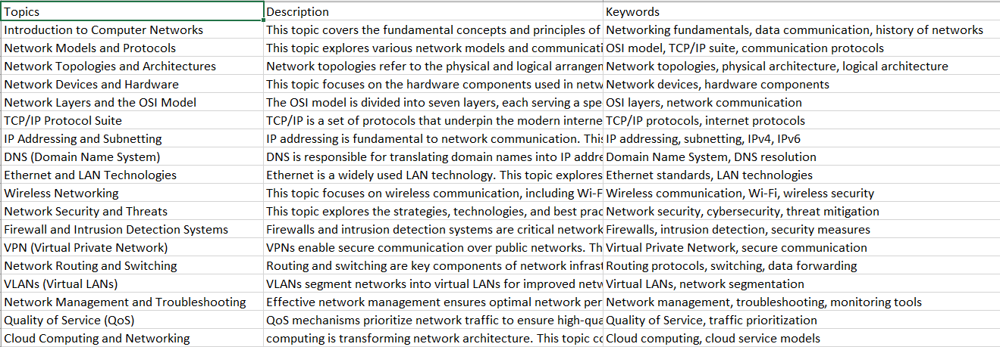 Topics Description Keywords
Introduction to Computer Networks This topic covers the fundamental concepts and principles of Networking fundamentals, data communication, history of networks
Network Models and Protocols This topic explores various network models and communicati OSI model, TCP/IP suite, communication protocols
Network Topologies and Architectures Network topologies refer to the physical and logical arrangen Network topologies, physical architecture, logical architecture
Network Devices and Hardware This topic focuses on the hardware components used in netw Network devices, hardware components
Network Layers and the OSI Model The OSI model is divided into seven layers, each serving a spe OSI layers, network communication
TCP/IP Protocol Suite TCP/IP is a set of protocols that underpin the modern interne TCP/IP protocols, internet protocols
IP Addressing and Subnetting IP addressing is fundamental to network communication. This IP addressing, subnetting, IPv4, IPv6
DNS (Domain Name System) DNS is responsible for translating domain names into IP addre Domain Name System, DNS resolution
Ethernet and LAN Technologies Ethernet is a widely used LAN technology. This topic explores Ethernet standards, LAN technologies
Wireless Networking This topic focuses on wireless communication, including Wi-F Wireless communication, Wi-Fi, wireless security
Network Security and Threats This topic explores the strategies, technologies, and best prac Network security, cybersecurity, threat mitigation
Firewall and Intrusion Detection Systems Firewalls and intrusion detection systems are critical network Firewalls, intrusion detection, security measures
VPN (Virtual Private Network) VPNs enable secure communication over public networks. Th Virtual Private Network, secure communication
Network Routing and Switching Routing and switching are key components of network infrast Routing protocols, switching, data forwarding
VLANs (Virtual LANs) VLANs segment networks into virtual LANs for improved netw Virtual LANs, network segmentation
Network Management and Troubleshooting Effective network management ensures optimal network per Network management, troubleshooting, monitoring tools
Quality of Service (QoS) QoS mechanisms prioritize network traffic to ensure high-qua Quality of Service, traffic prioritization
Cloud Computing and Networking computing is transforming network architecture. This topic co Cloud computing, cloud service models